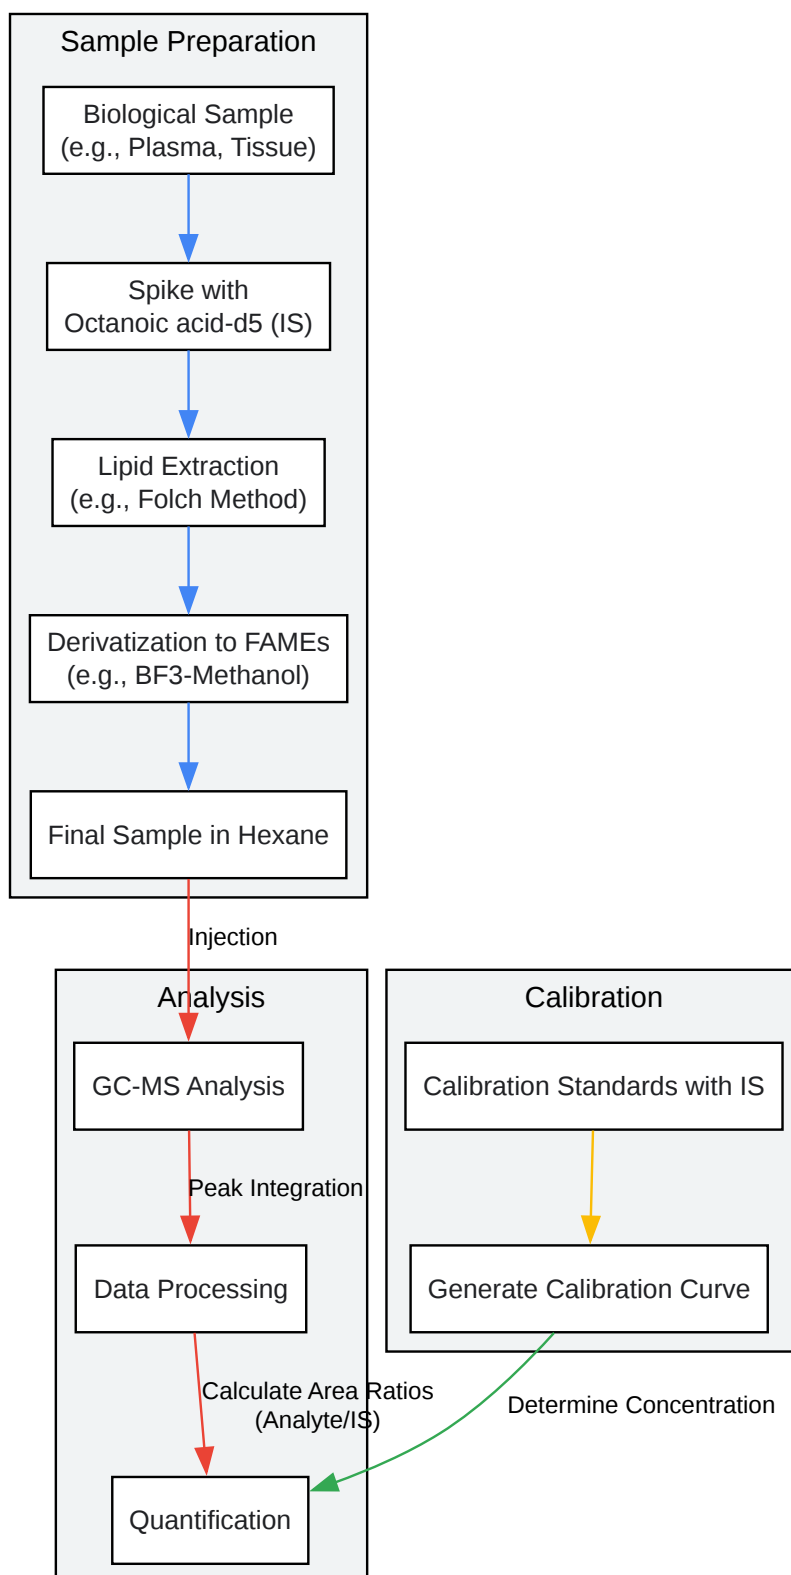 Sample Preparation
Biological Sample
(e.g., Plasma, Tissue)
Spike with
Octanoic acid-d5 (IS)
Lipid Extraction
(e.g., Folch Method)
Derivatization to FAMEs
(e.g., BF3-Methanol)
Final Sample in Hexane
Injection
Analysis
GC-MS Analysis
Peak Integration
Data Processing
Calculate Area Ratios
(Analyte/IS)
Quantification
Calibration
Calibration Standards with IS
Generate Calibration Curve
Determine Concentration